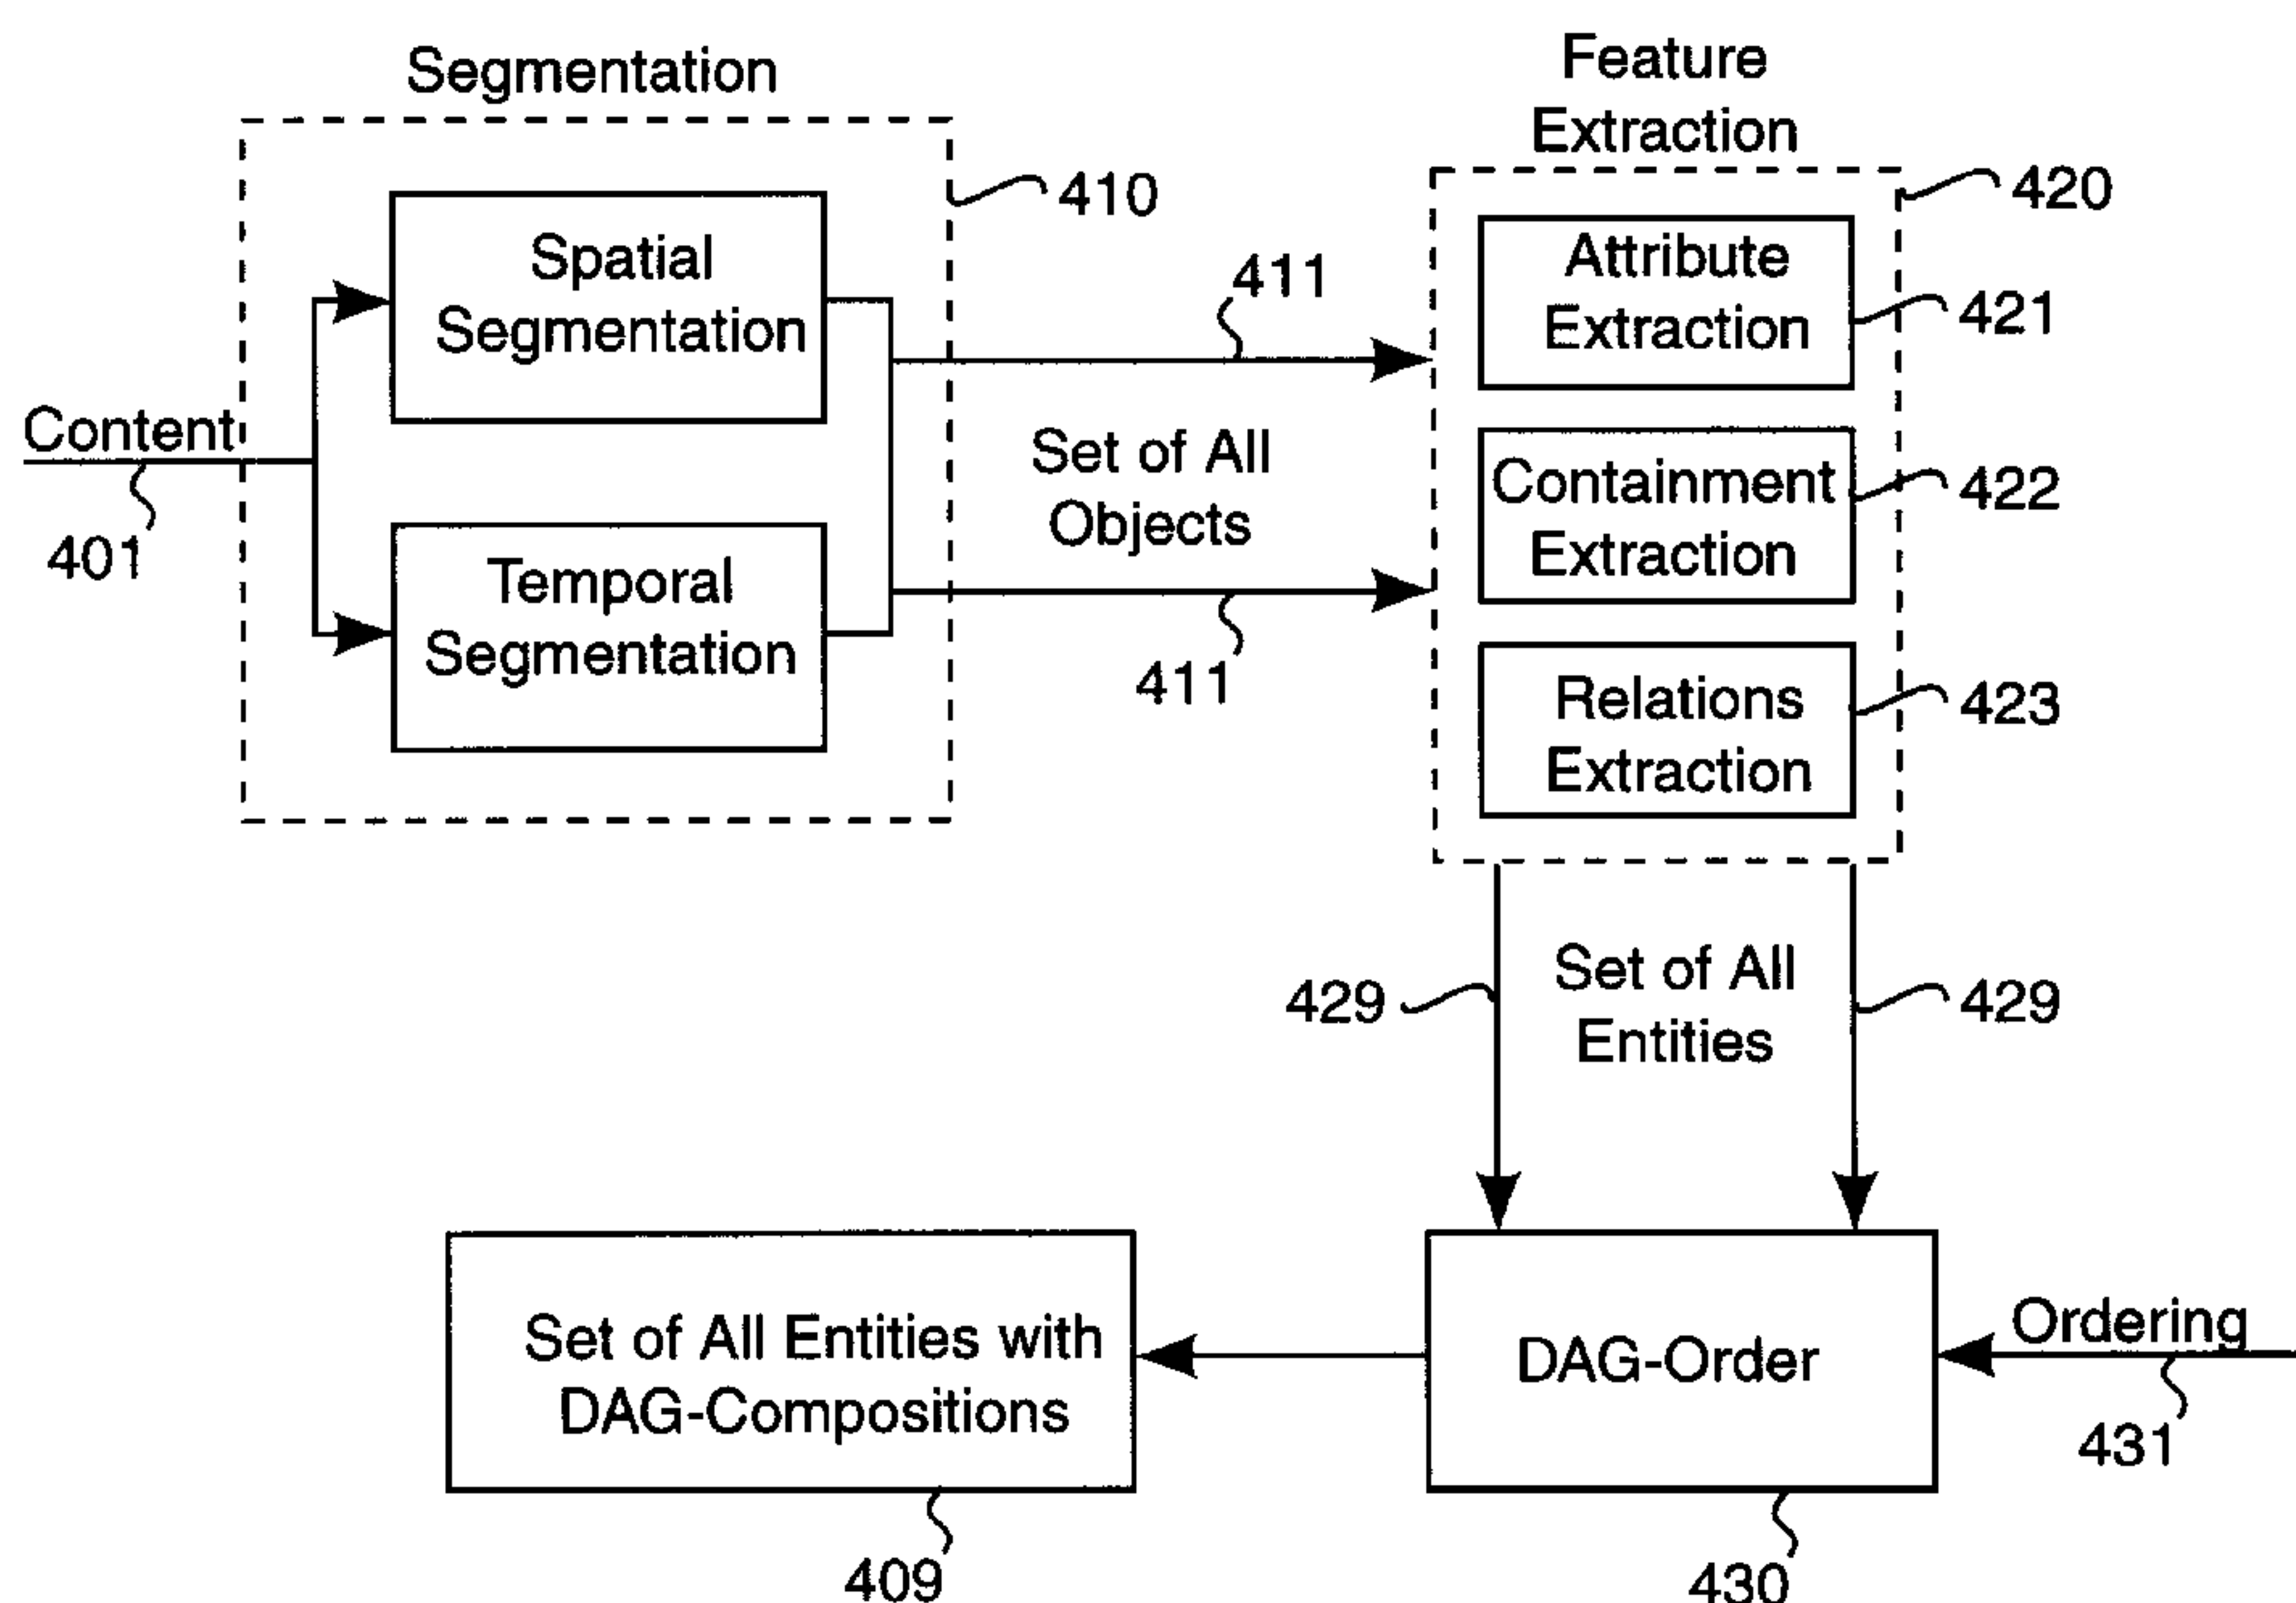 Segmentation
Feature
Extraction
410
420
Spatial
Segmentation
Attribute
Extraction
411
421
Content
401
Set of All
Objects
Containment
Extraction
422
Temporal
Segmentation
411
Relations
Extraction
423
429
Set of All
Entities
429
Set of All Entities with
DAG-Compositions
DAG-Order
Ordering
431
409
430